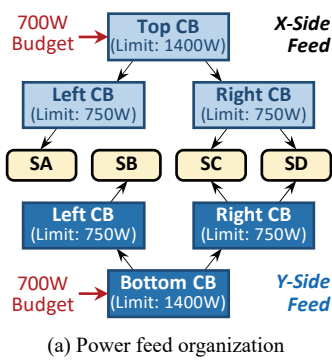 700W
Budget
Top CB
(Limit: 1400W)
X-Side
Feed
Left CB
(Limit: 750W)
Right CB
(Limit: 750W)
SA
SB
SC
SD
Left CB
(Limit: 750W)
Right CB
(Limit: 750W)
700W
Budget
Bottom CB
(Limit: 1400W)
Y-Side
Feed
(a) Power feed organization